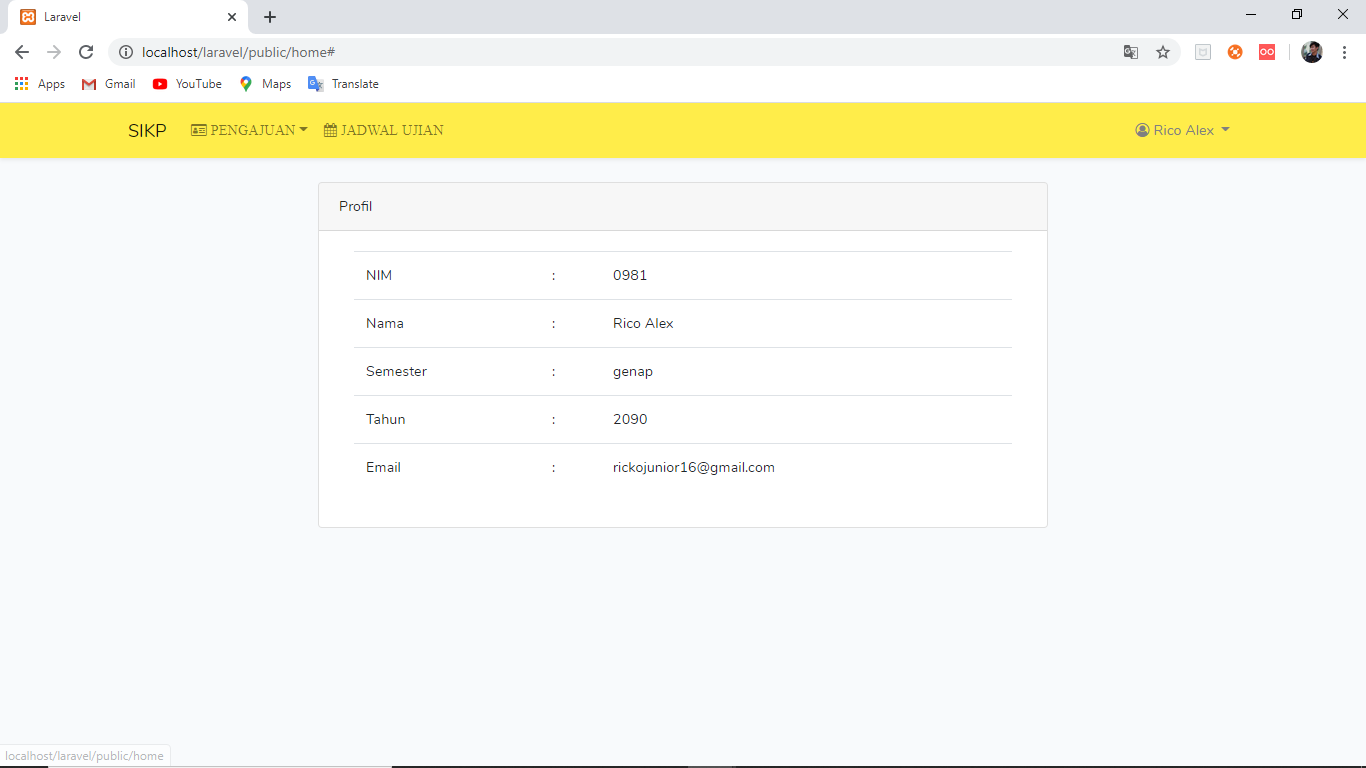 Laravel
localhost/laravel/public/home#
Apps Gmail YouTube Maps Translate
SIKP PENGAJUAN JADWAL UJIAN Rico Alex
Profil
NIM : 0981
Nama : Rico Alex
Semester : genap
Tahun : 2090
Email : rickojunior16@gmail.com
localhost/laravel/public/home